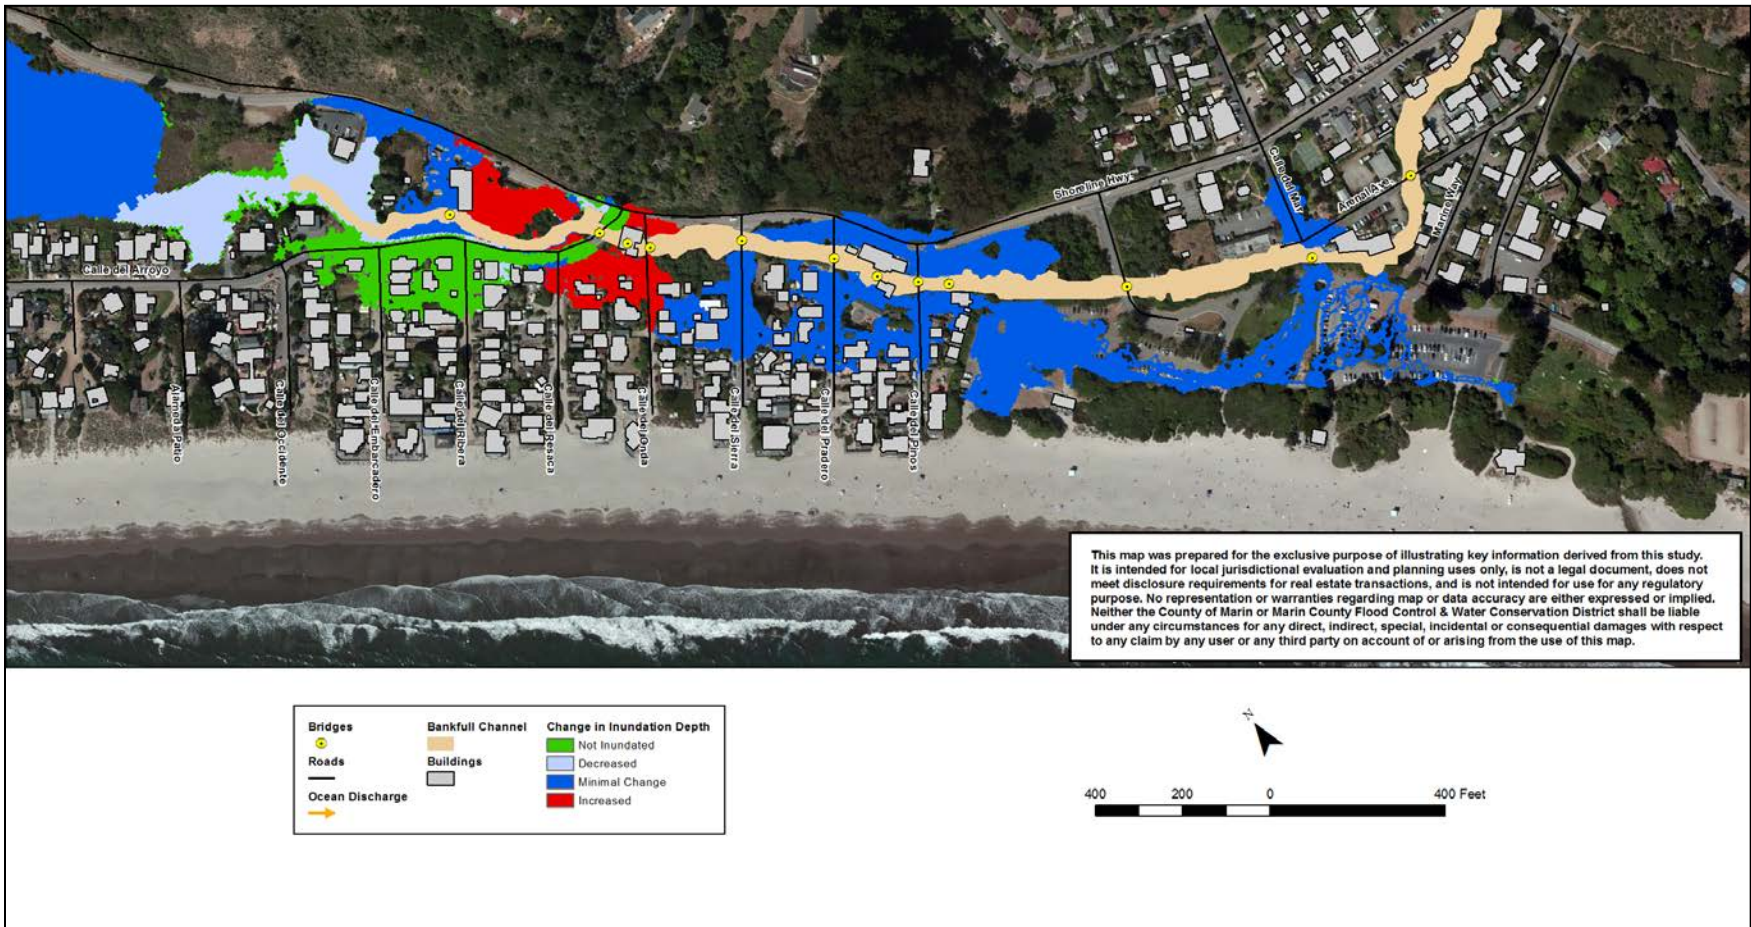 Calle del Mar
Shoreline Hwy
Arenal Ave
Marine Way
Calle del Arroyo
Alameda Patio
Calle del Occidente
Calle del Embarcadero
Calle del Ribera
Calle del Resaca
Calle del Onda
Calle del Sierra
Calle del Pradero
Calle del Pinos
This map was prepared for the exclusive purpose of illustrating key information derived from this study.
It is intended for local jurisdictional evaluation and planning uses only, is not a legal document, does not
meet disclosure requirements for real estate transactions, and is not intended for use for any regulatory
purpose. No representation or warranties regarding map or data accuracy are either expressed or implied.
Neither the County of Marin or Marin County Flood Control & Water Conservation District shall be liable
under any circumstances for any direct, indirect, special, incidental or consequential damages with respect
to any claim by any user or any third party on account of or arising from the use of this map.
Bridges
Roads
Ocean Discharge
Bankfull Channel
Buildings
Change in Inundation Depth
Not Inundated
Decreased
Minimal Change
Increased
N
400 200 0 400 Feet